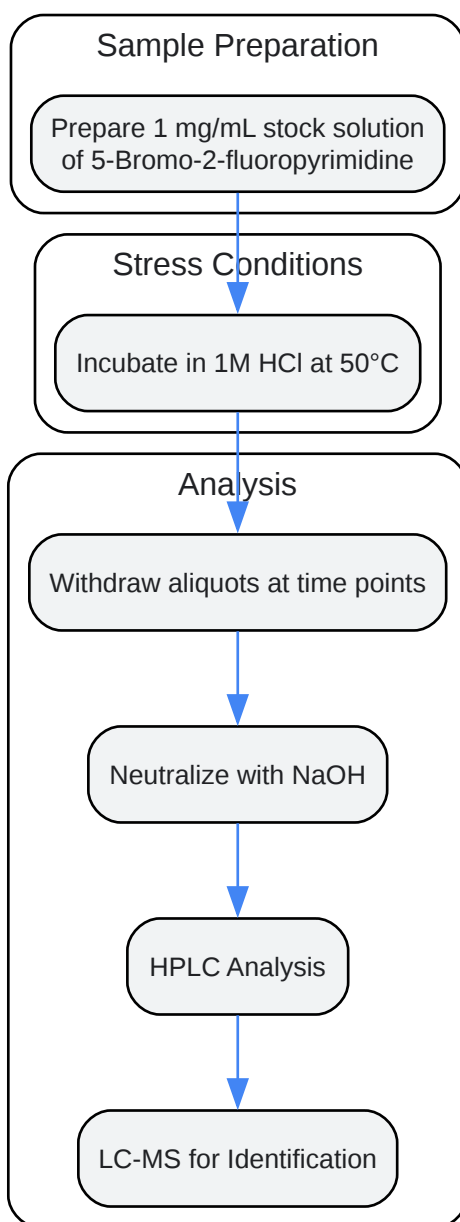 Sample Preparation
Prepare 1 mg/mL stock solution
of 5-Bromo-2-fluoropyrimidine
Stress Conditions
Incubate in 1M HCl at 50°C
Analysis
Withdraw aliquots at time points
Neutralize with NaOH
HPLC Analysis
LC-MS for Identification